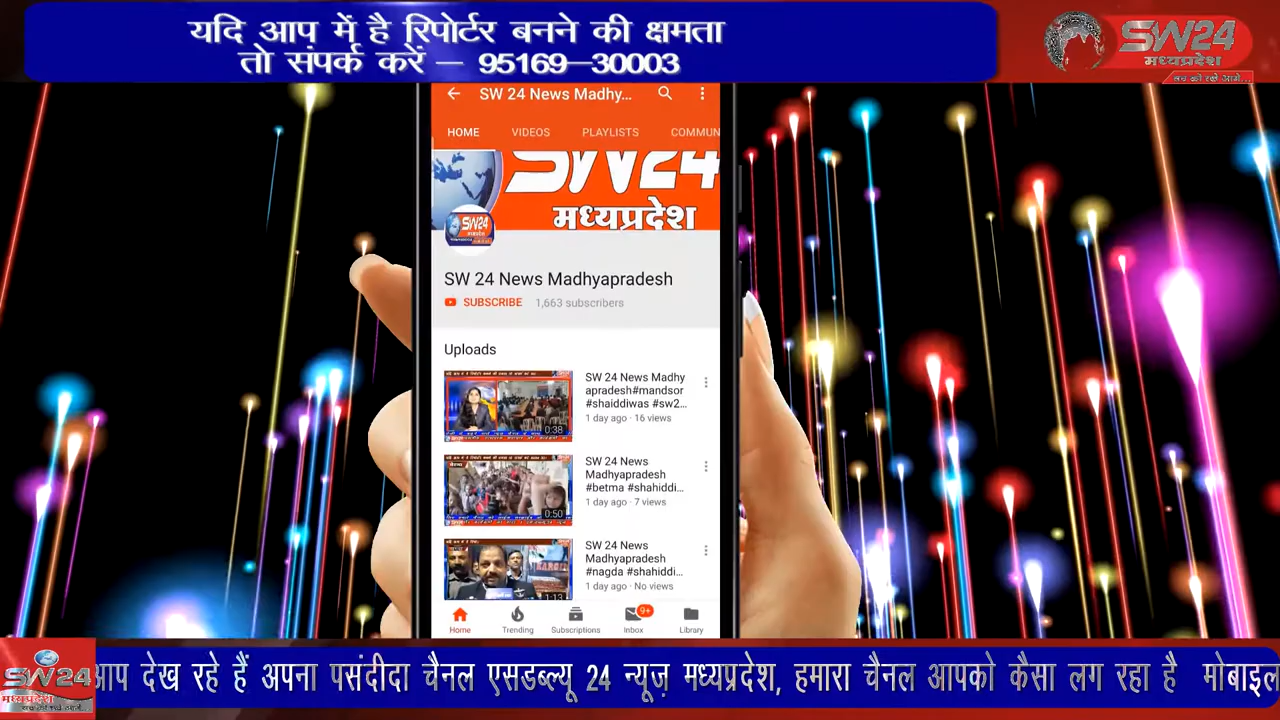 यदि आप में है रिपोर्टर बनने की क्षमता
तो संपर्क करें – 95169–30003
SW24
मध्यप्रदेश
SW 24 News Madhy...
HOME VIDEOS PLAYLISTS COMMUN
SW24
मध्यप्रदेश
SW24
SW 24 News Madhyapradesh
SUBSCRIBE 1,663 subscribers
Uploads
SW 24 News Madhy
apradesh#mandsor
#shaiddiwas #sw2...
1 day ago · 16 views
0:38
SW 24 News
Madhyapradesh
#betma #shahiddi...
1 day ago · 7 views
0:50
SW 24 News
Madhyapradesh
#nagda #shahiddi...
1 day ago · No views
1:13
9+
Home Trending Subscriptions Inbox Library
SW24
मध्यप्रदेश
आप देख रहे हैं अपना पसंदीदा चैनल एसडब्ल्यू 24 न्यूज़ मध्यप्रदेश, हमारा चैनल आपको कैसा लग रहा है मोबाइल